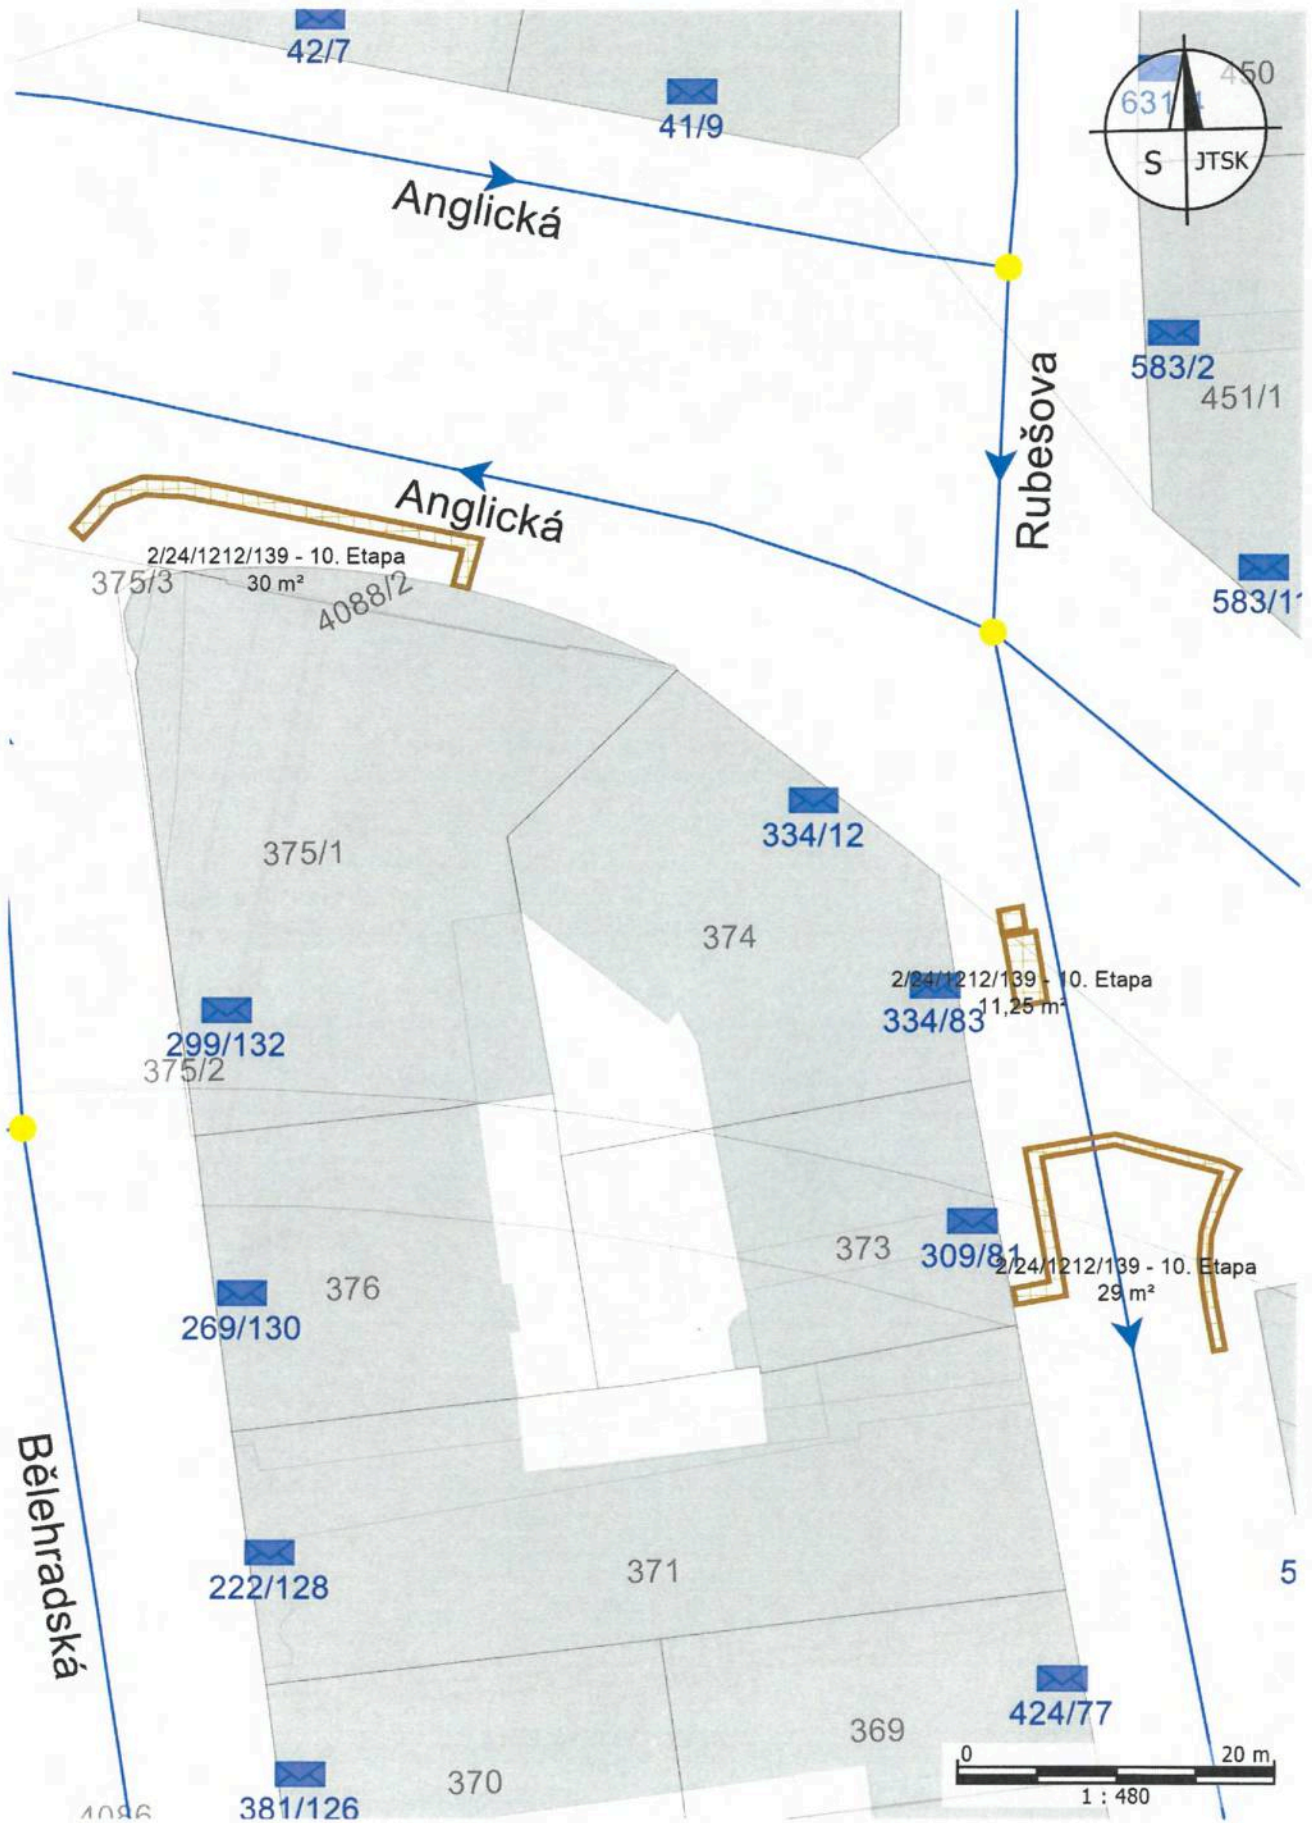 42/7
41/9
450
S JTSK
Anglická
583/2
451/1
Rubešova
Anglická
2/24/1212/139 - 10. Etapa
30 m²
375/3
4088/2
334/12
375/1
374
2/24/1212/139 - 10. Etapa
11,25 m²
334/83
299/132
375/2
373
309/81
2/24/1212/139 - 10. Etapa
29 m²
376
269/130
Bělehradská
222/128
371
5
424/77
369
370
381/126
0 20 m
1 : 480